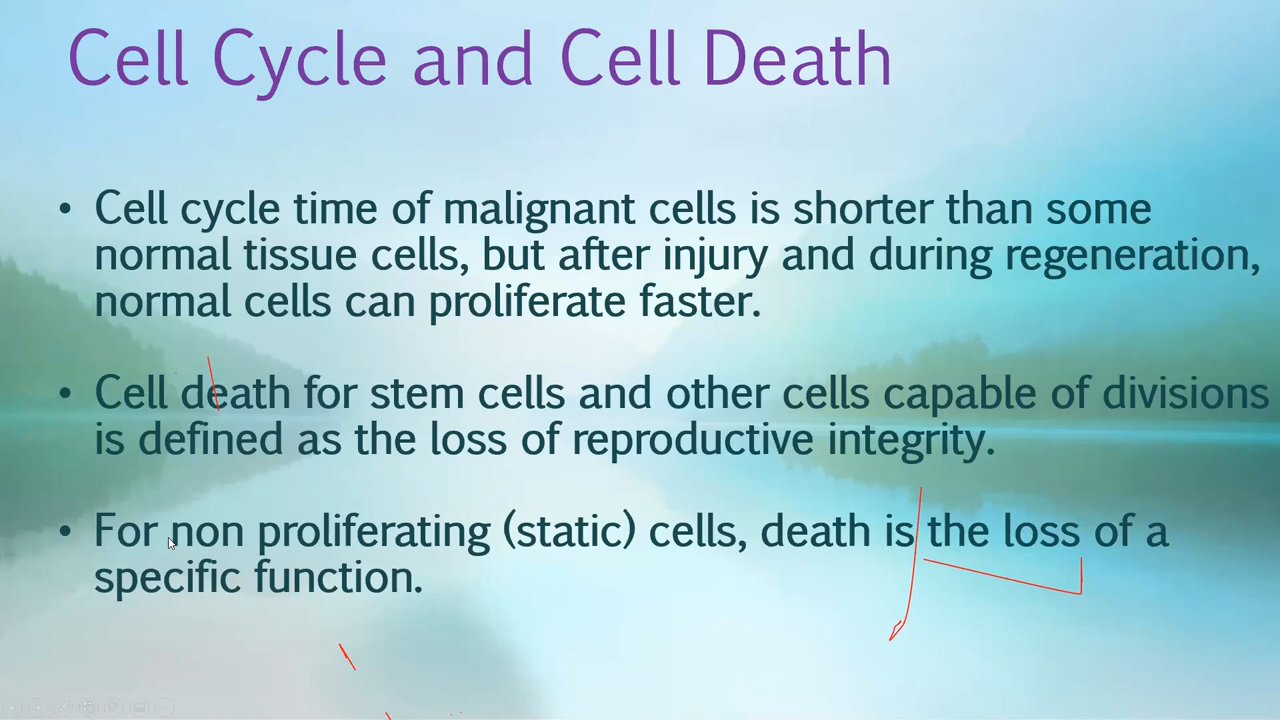 Cell Cycle and Cell Death
• Cell cycle time of malignant cells is shorter than some
normal tissue cells, but after injury and during regeneration,
normal cells can proliferate faster.
• Cell death for stem cells and other cells capable of divisions
is defined as the loss of reproductive integrity.
• For non proliferating (static) cells, death is the loss of a
specific function.